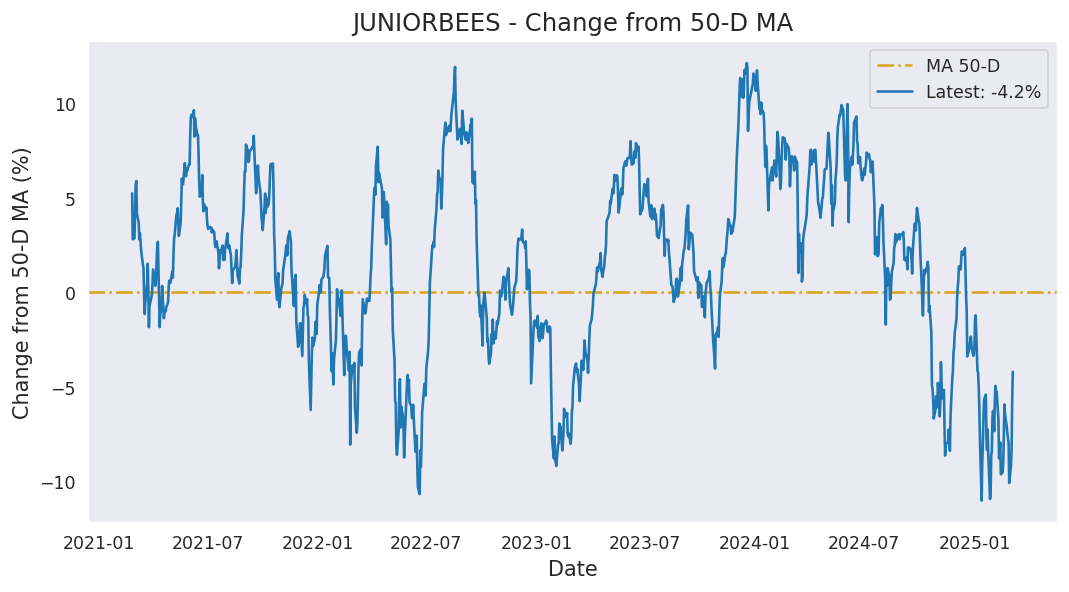 JUNIORBEES - Change from 50-D MA
MA 50-D
Latest: -4.2%
Change from 50-D MA (%)
10
5
0
−5
−10
2021-01 2021-07 2022-01 2022-07 2023-01 2023-07 2024-01 2024-07 2025-01
Date